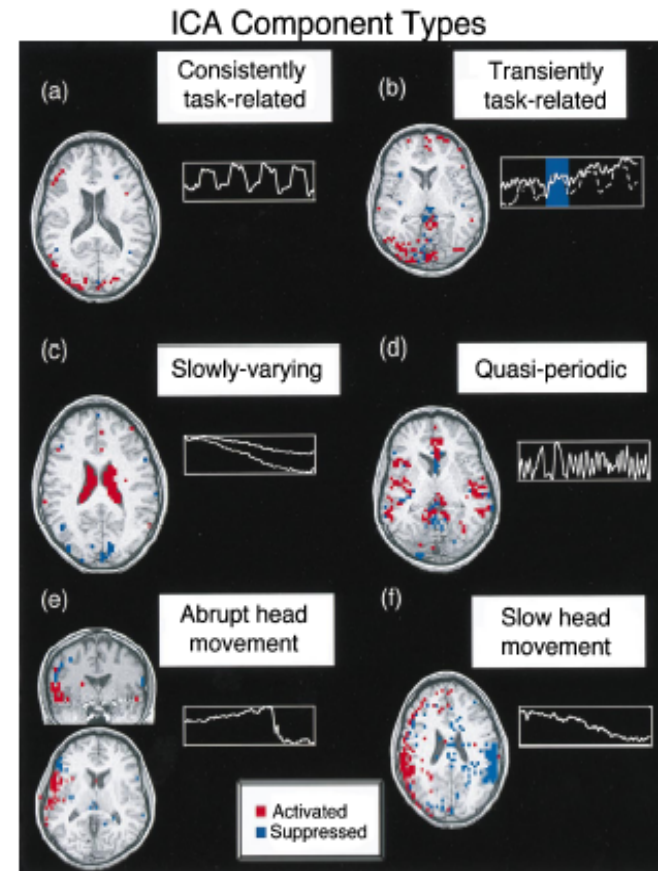 ICA Component Types
(a)
Consistently
task-related
(b)
Transiently
task-related
(c)
Slowly-varying
(d)
Quasi-periodic
(e)
Abrupt head
movement
(f)
Slow head
movement
Activated
Suppressed